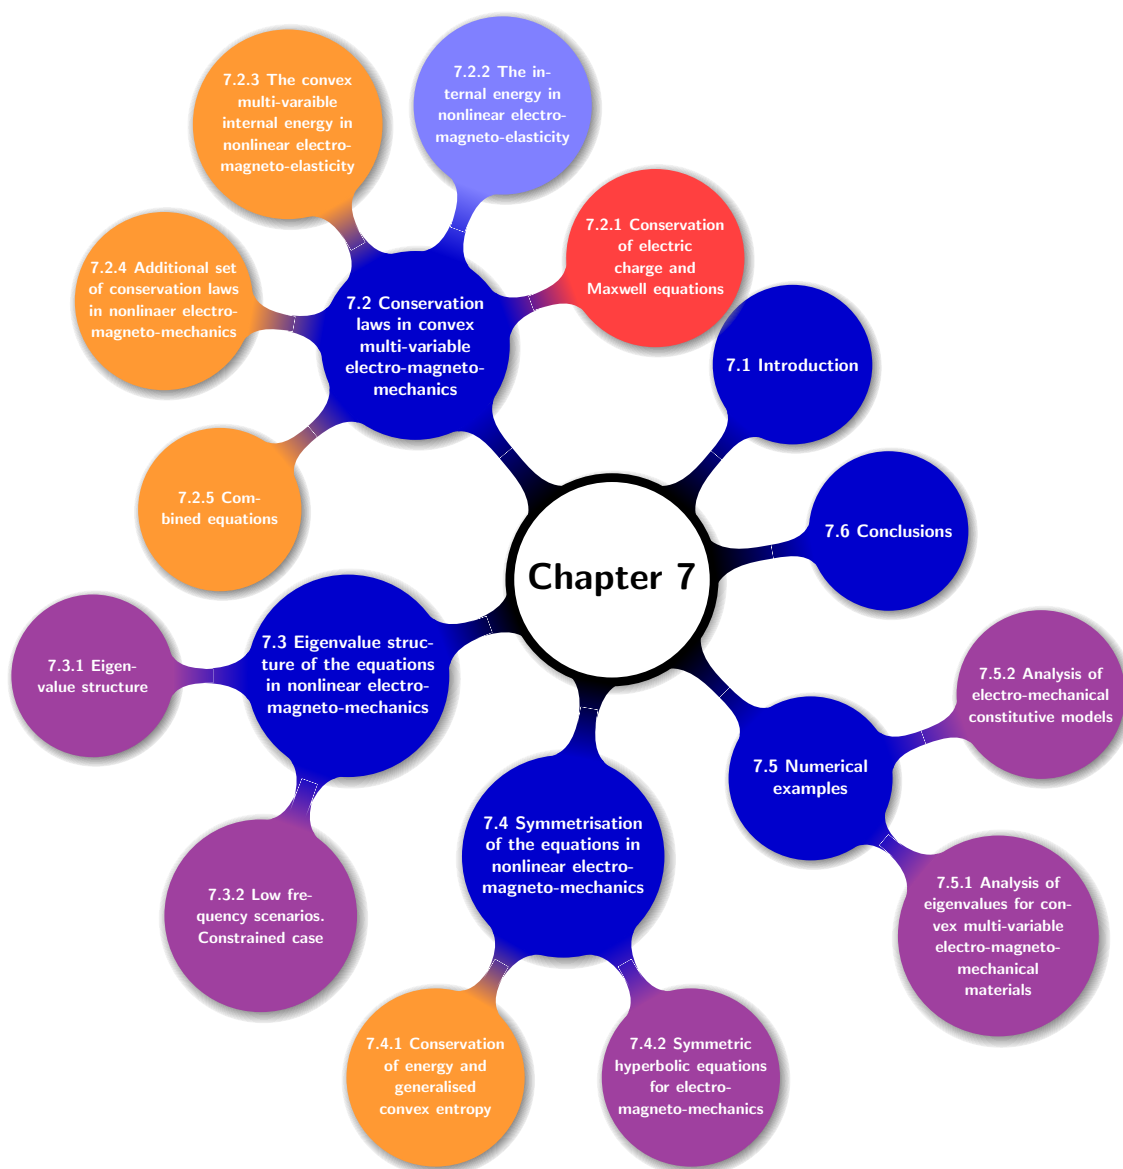 7.2.3 The convex
multi-varaible
internal energy in
nonlinear electro-
magneto-elasticity
7.2.2 The in-
ternal energy in
nonlinear electro-
magneto-elasticity
7.2.1 Conservation
of electric
charge and
Maxwell equations
7.2.4 Additional set
of conservation laws
in nonlinaer electro-
magneto-mechanics
7.2 Conservation
laws in convex
multi-variable
electro-magneto-
mechanics
7.1 Introduction
7.2.5 Com-
bined equations
7.6 Conclusions
Chapter 7
7.3 Eigenvalue struc-
ture of the equations
in nonlinear electro-
magneto-mechanics
7.3.1 Eigen-
value structure
7.5.2 Analysis of
electro-mechanical
constitutive models
7.5 Numerical
examples
7.4 Symmetrisation
of the equations in
nonlinear electro-
magneto-mechanics
7.3.2 Low fre-
quency scenarios.
Constrained case
7.5.1 Analysis of
eigenvalues for con-
vex multi-variable
electro-magneto-
mechanical
materials
7.4.1 Conservation
of energy and
generalised
convex entropy
7.4.2 Symmetric
hyperbolic equations
for electro-
magneto-mechanics